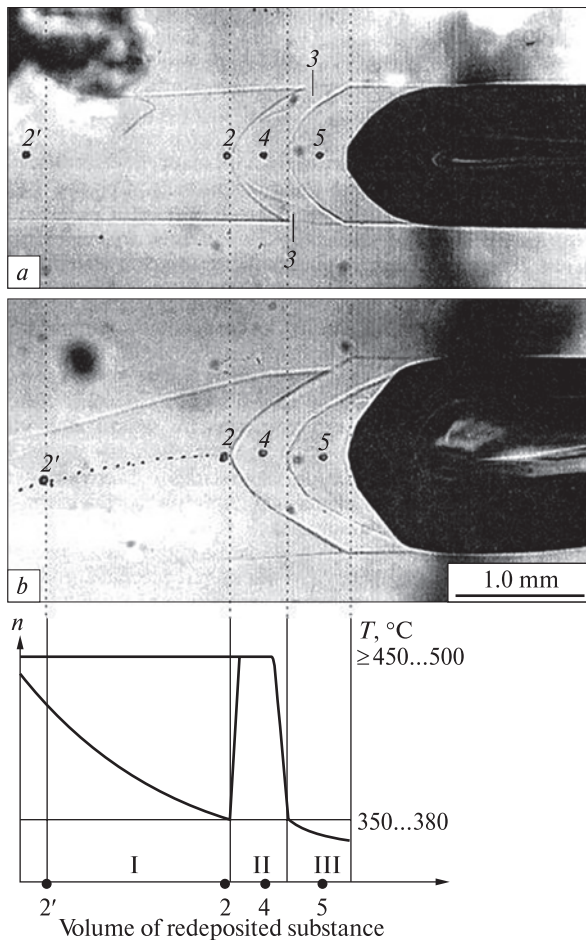 3
2′
2
4
5
3
a
2
4
5
2′
b
1.0 mm
n
T, °C
≥450...500
350...380
I
II
III
2′
2
4
5
Volume of redeposited substance